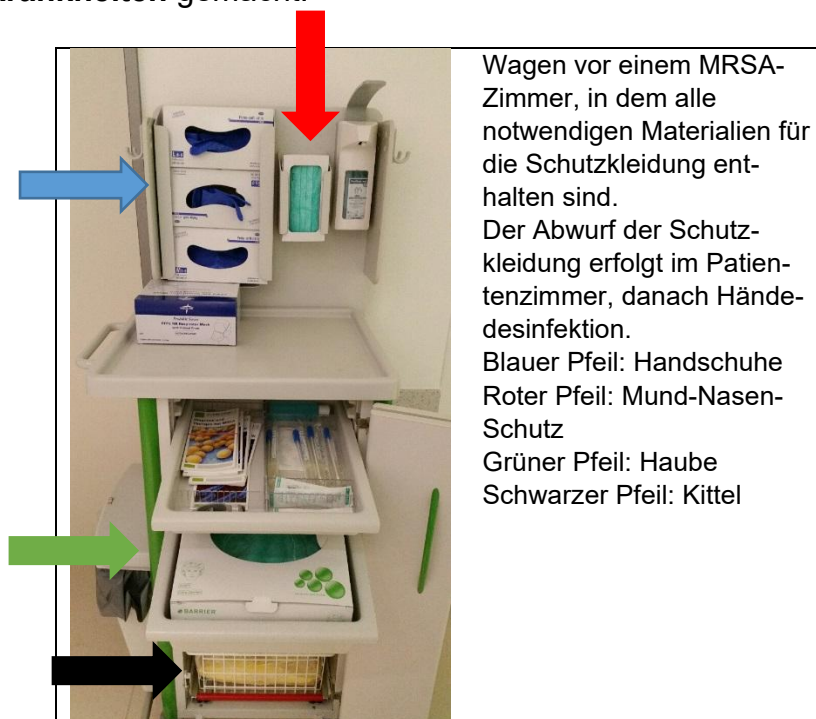 krankheiten gemacht.
Wagen vor einem MRSA-
Zimmer, in dem alle
notwendigen Materialien für
die Schutzkleidung ent-
halten sind.
Der Abwurf der Schutz-
kleidung erfolgt im Patien-
tenzimmer, danach Hände-
desinfektion.
Blauer Pfeil: Handschuhe
Roter Pfeil: Mund-Nasen-
Schutz
Grüner Pfeil: Haube
Schwarzer Pfeil: Kittel
BARRIER